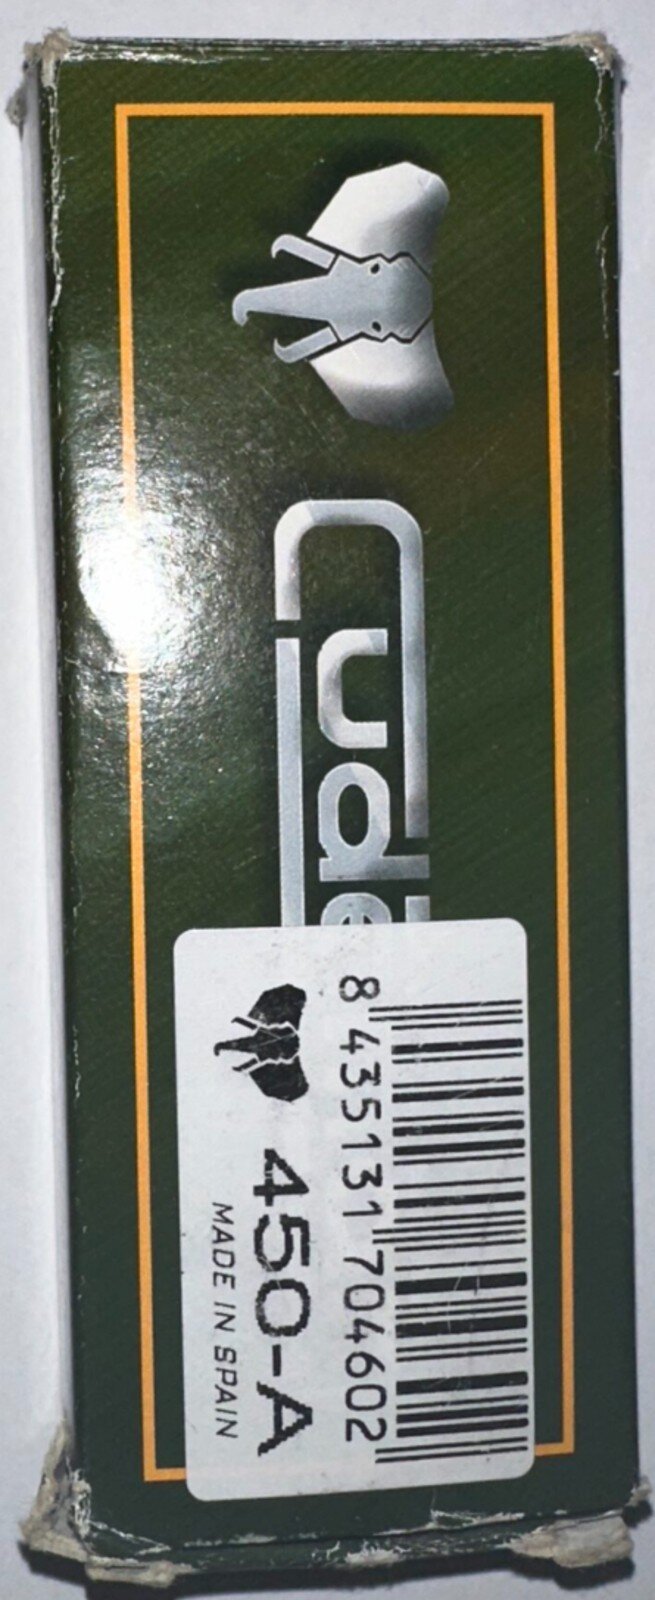 Cude
8 435131 704602
450-A
MADE IN SPAIN